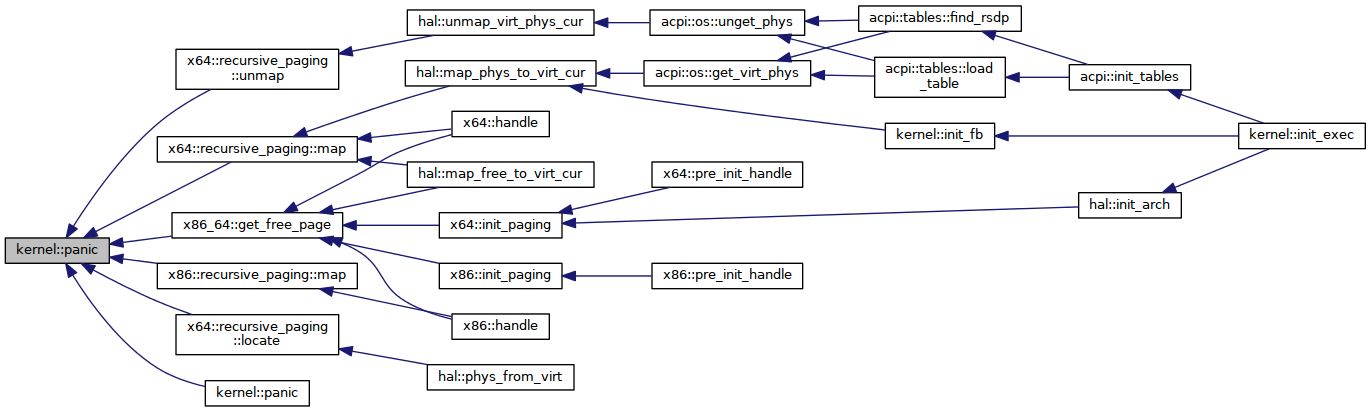 hal::unmap_virt_phys_cur
acpi::os::unget_phys
acpi::tables::find_rsdp
x64::recursive_paging
::unmap
hal::map_phys_to_virt_cur
acpi::os::get_virt_phys
acpi::tables::load
_table
acpi::init_tables
x64::handle
x64::recursive_paging::map
kernel::init_fb
kernel::init_exec
hal::map_free_to_virt_cur
x64::pre_init_handle
hal::init_arch
x86_64::get_free_page
x64::init_paging
kernel::panic
x86::recursive_paging::map
x86::init_paging
x86::pre_init_handle
x64::recursive_paging
::locate
x86::handle
hal::phys_from_virt
kernel::panic